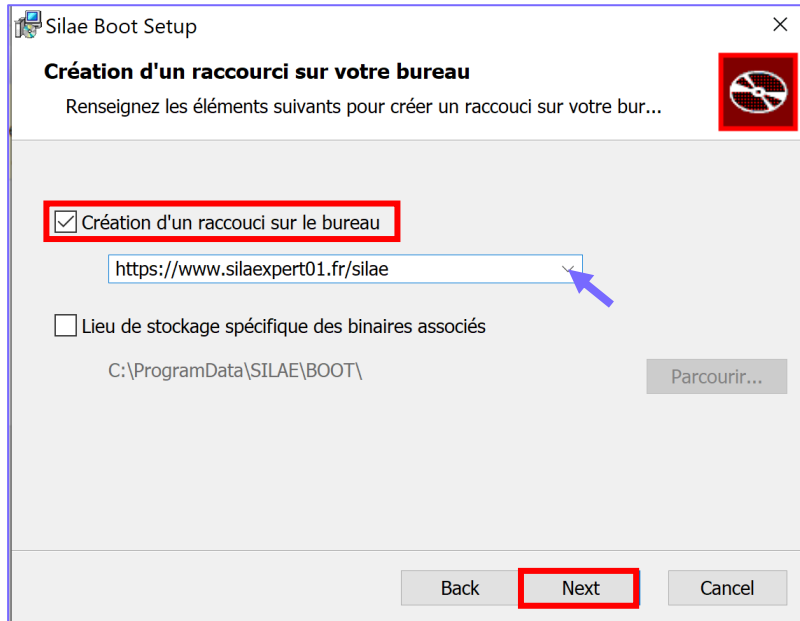 Silae Boot Setup
Création d'un raccourci sur votre bureau
Renseignez les éléments suivants pour créer un raccouci sur votre bur...
Création d'un raccouci sur le bureau
https://www.silaexpert01.fr/silae
Lieu de stockage spécifique des binaires associés
C:\ProgramData\SILAE\BOOT\
Parcourir...
Back
Next
Cancel